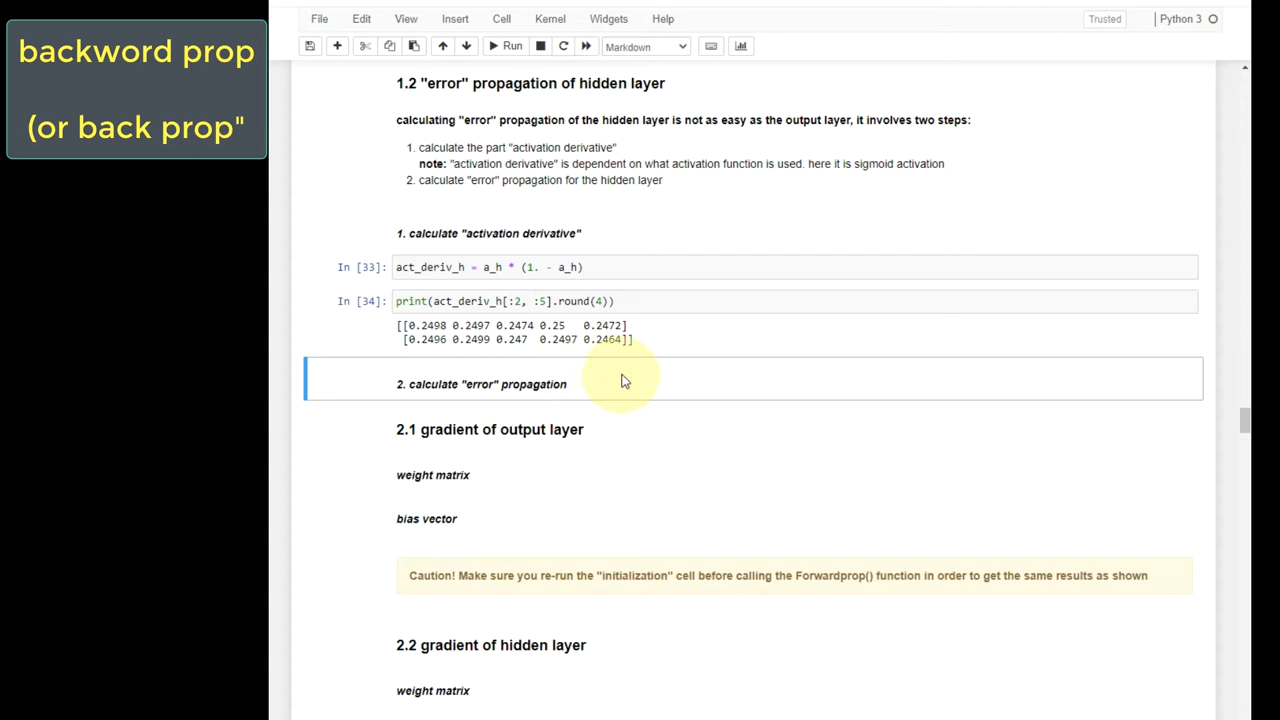 backword prop
(or back prop"
File Edit View Insert Cell Kernel Widgets Help
Trusted
Python 3
Run
Markdown
1.2 "error" propagation of hidden layer
calculating "error" propagation of the hidden layer is not as easy as the output layer, it involves two steps:
1. calculate the part "activation derivative"
note: "activation derivative" is dependent on what activation function is used. here it is sigmoid activation
2. calculate "error" propagation for the hidden layer
1. calculate "activation derivative"
In [33]: act_deriv_h = a_h * (1. - a_h)
In [34]: print(act_deriv_h[:2, :5].round(4))
[[0.2498 0.2497 0.2474 0.25   0.2472]
[0.2496 0.2499 0.247  0.2497 0.2464]]
2. calculate "error" propagation
2.1 gradient of output layer
weight matrix
bias vector
Caution! Make sure you re-run the "initialization" cell before calling the Forwardprop() function in order to get the same results as shown
2.2 gradient of hidden layer
weight matrix